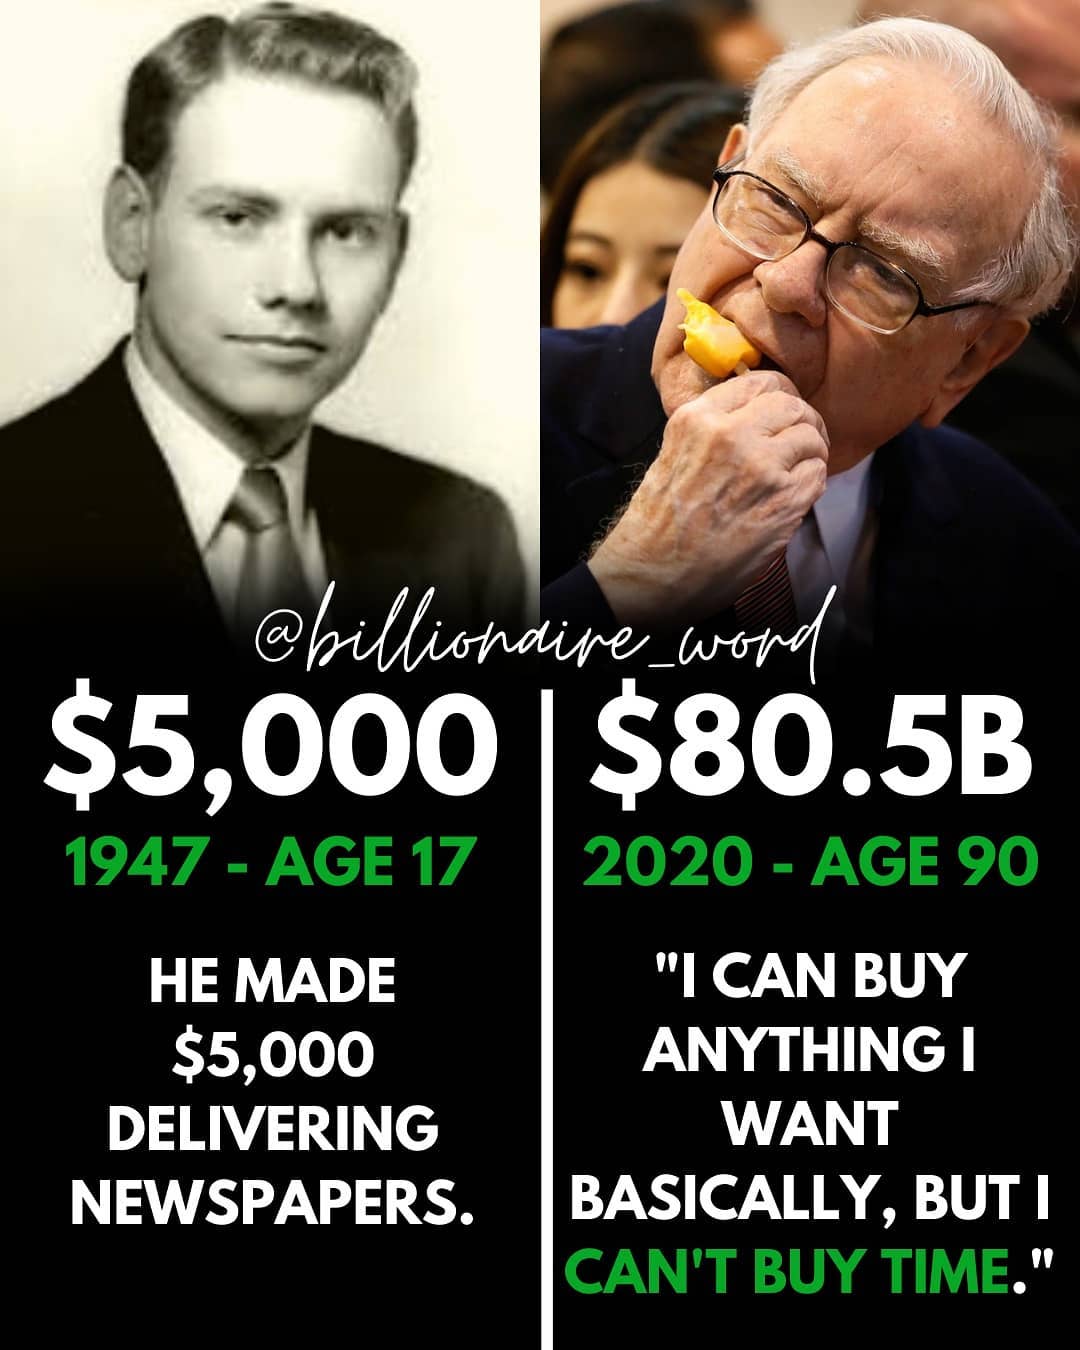 @billionaire_word
$5,000
1947 - AGE 17
HE MADE
$5,000
DELIVERING
NEWSPAPERS.
$80.5B
2020 - AGE 90
"I CAN BUY
ANYTHING I
WANT
BASICALLY, BUT I
CAN'T BUY TIME."